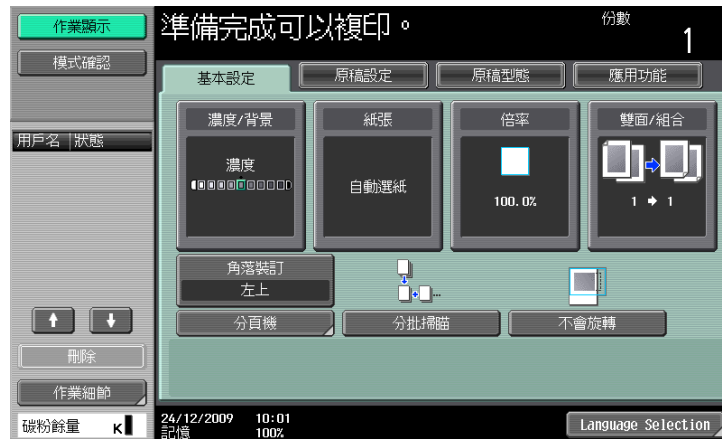 作業顯示
模式確認
用戶名 狀態
刪除
作業細節
碳粉餘量 K
準備完成可以複印。
份數
1
基本設定
原稿設定
原稿型態
應用功能
濃度/背景
濃度
紙張
自動選紙
倍率
100.0%
雙面/組合
1 → 1
角落裝訂
左上
分頁機
分批掃瞄
不會旋轉
24/12/2009 10:01
記憶 100%
Language Selection